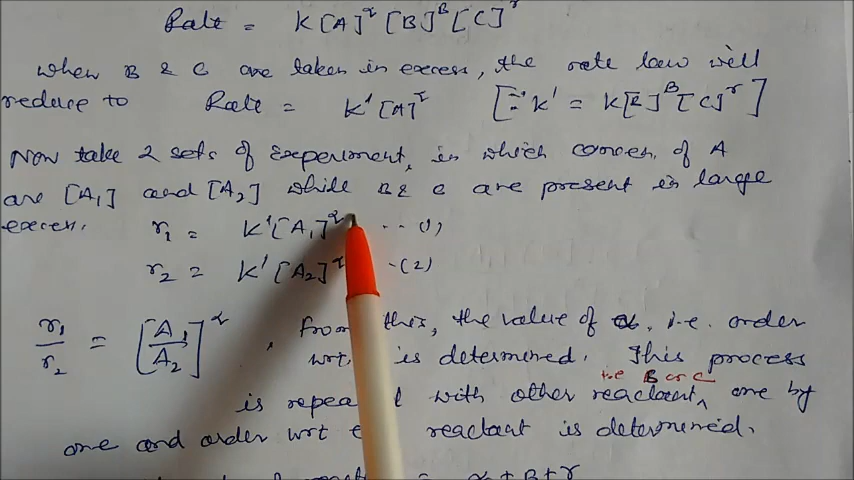 Rate = K[A]^α [B]^β [C]^γ
when B & C are taken in excess, the rate law will
reduce to Rate = K'[A]^α [∵ K' = K[B]^β [C]^γ]
Now take 2 sets of experiment, in which concen. of A
are [A₁] and [A₂] while B & C are present in large
excess. r₁ = K'[A₁]^α ...(1)
r₂ = K'[A₂]^α ..(2)
r₁/r₂ = [A₁/A₂]^α, From this, the value of α. i.e. order
wrt is determined. This process
i.e B or C
is repea with other reactant, one by
one and order wrt reactant is determined.
= α + β + γ